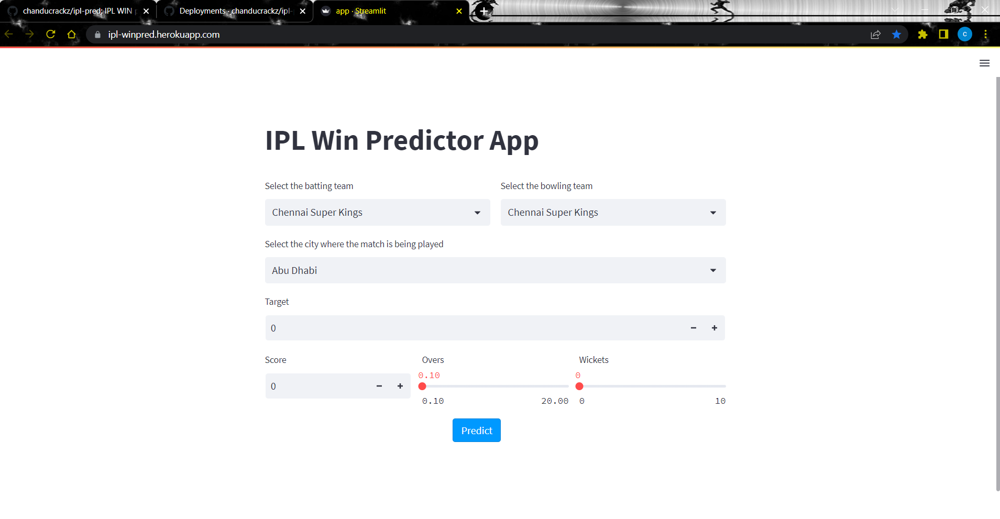 chanducrackz/ipl-pred: IPL WIN
Deployments · chanducrackz/ipl-
app · Streamlit
ipl-winpred.herokuapp.com
C
IPL Win Predictor App
Select the batting team
Select the bowling team
Chennai Super Kings
Chennai Super Kings
Select the city where the match is being played
Abu Dhabi
Target
0
Score
Overs
Wickets
0.10
0
0
0.10
20.00
0
10
Predict